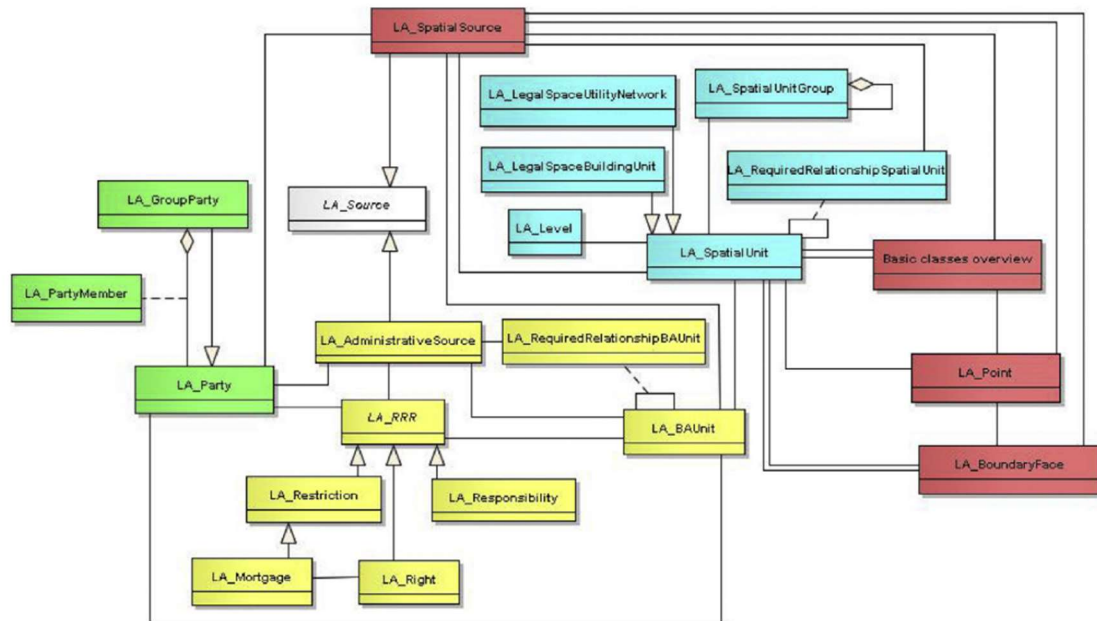 LA_SpatialSource
LA_LegalSpaceUtilityNetwork
LA_SpatialUnitGroup
LA_LegalSpaceBuildingUnit
LA_RequiredRelationshipSpatialUnit
LA_GroupParty
LA_Source
LA_Level
LA_SpatialUnit
Basic classes overview
LA_PartyMember
LA_AdministrativeSource
LA_RequiredRelationshipBAUnit
LA_Party
LA_Point
LA_RRR
LA_BAUnit
LA_BoundaryFace
LA_Restriction
LA_Responsibility
LA_Mortgage
LA_Right